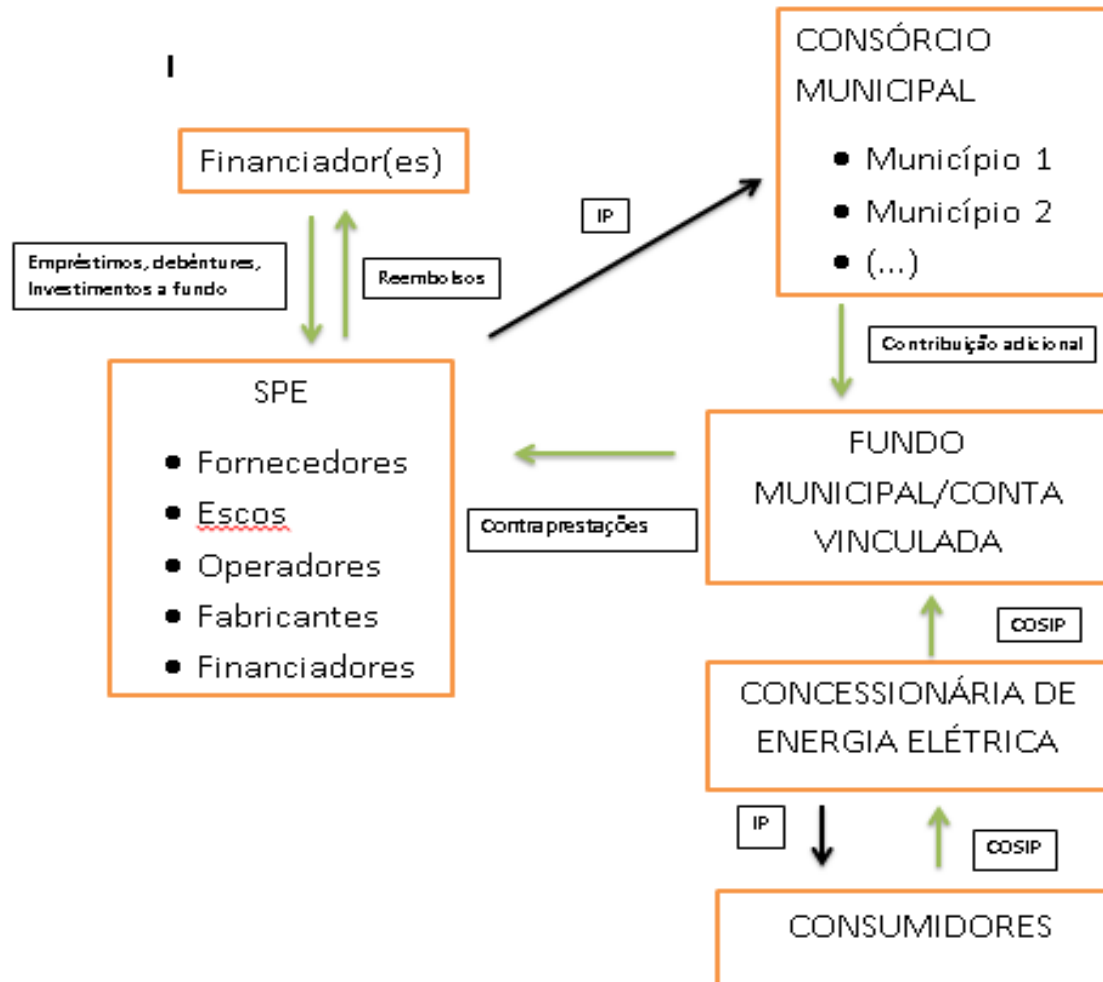 I
CONSÓRCIO
MUNICIPAL
• Município 1
• Município 2
• (...)
Financiador(es)
IP
Empréstimos, debêntures,
Investimentos a fundo
Reembolsos
Contribuição adicional
SPE
• Fornecedores
• Escos
• Operadores
• Fabricantes
• Financiadores
FUNDO
MUNICIPAL/CONTA
VINCULADA
Contraprestações
COSIP
CONCESSIONÁRIA DE
ENERGIA ELÉTRICA
IP
COSIP
CONSUMIDORES